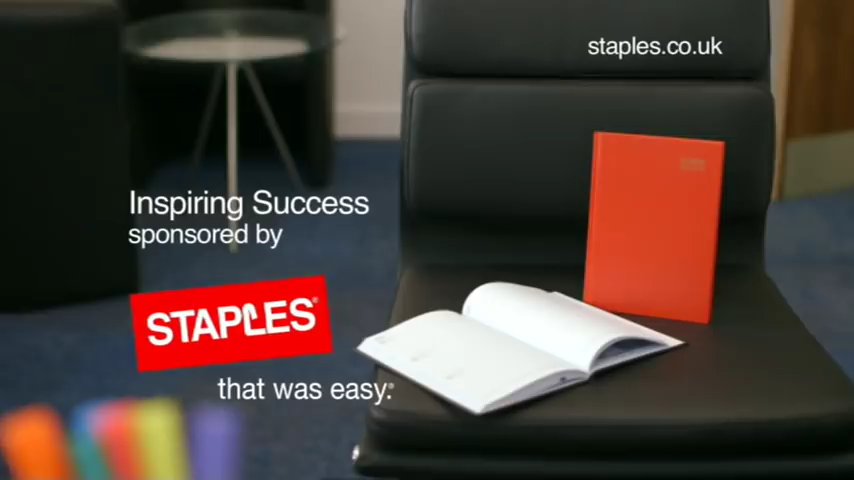 staples.co.uk
Inspiring Success
sponsored by
STAPLES®
that was easy.®